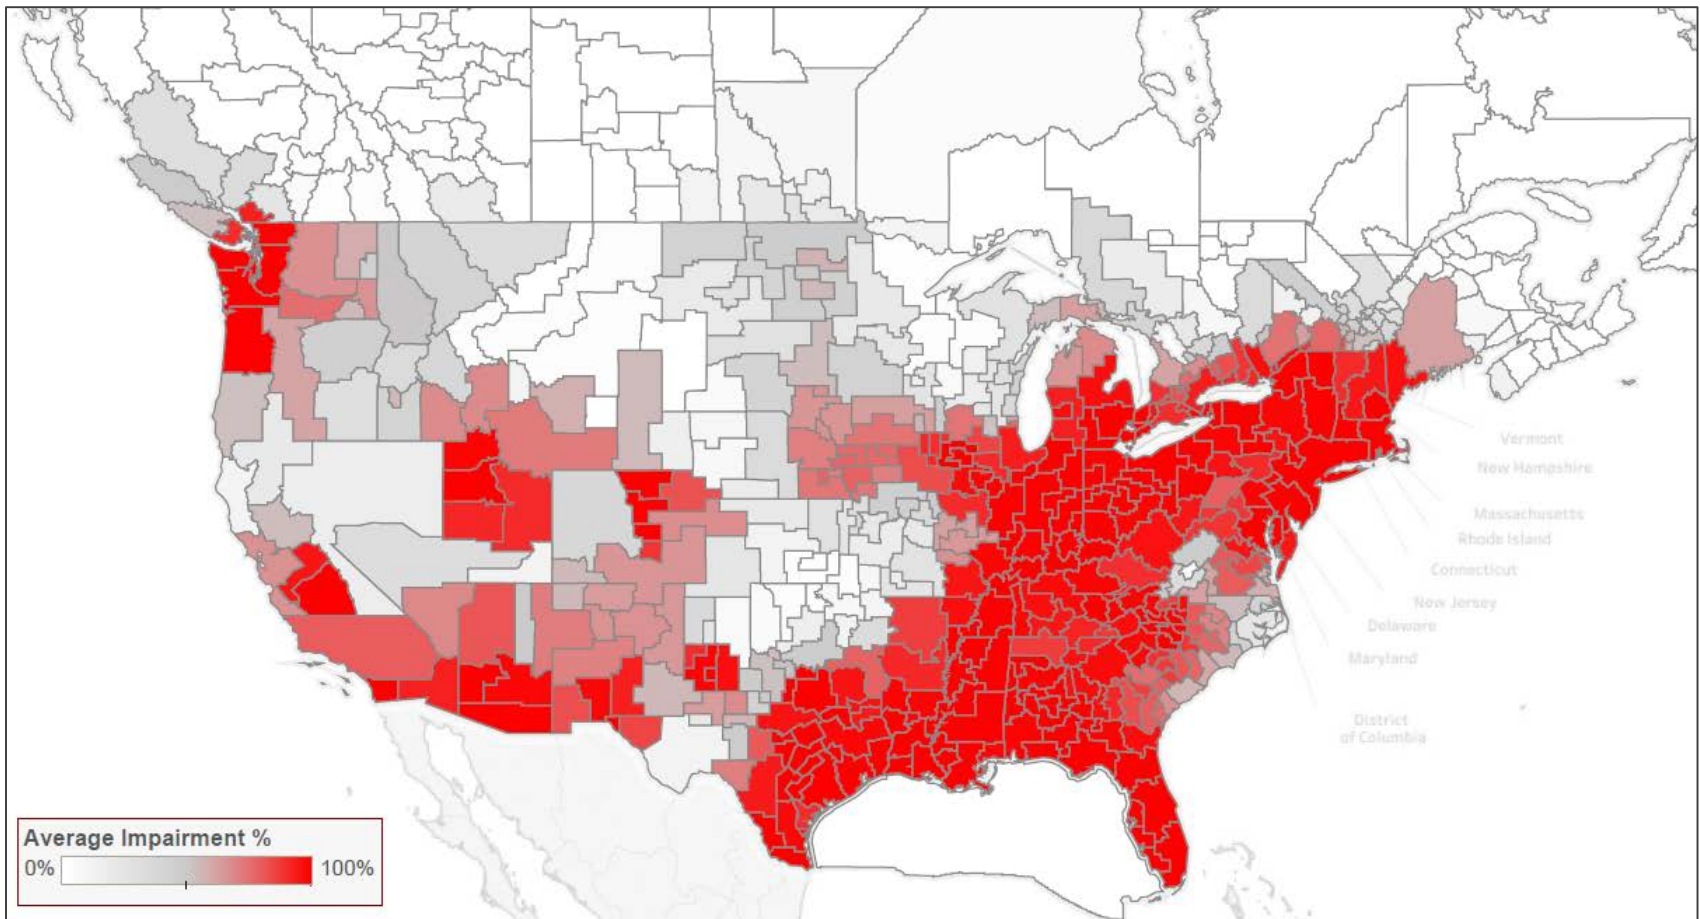 Vermont
New Hampshire
Massachusetts
Rhode Island
Connecticut
New Jersey
Delaware
Maryland
District
of Columbia
Average Impairment %
0% 100%